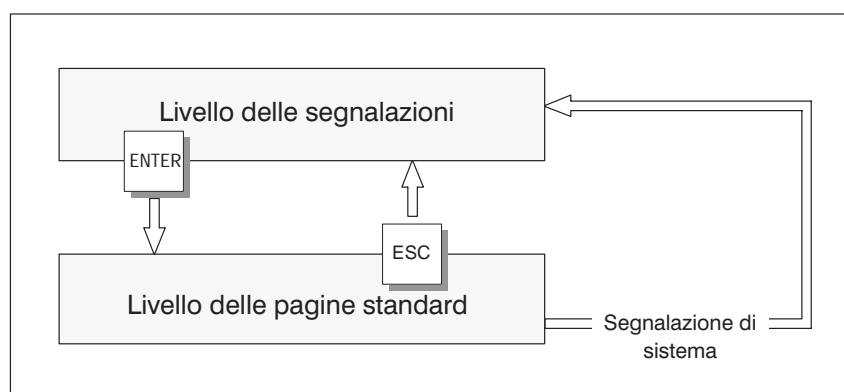 Livello delle segnalazioni
ENTER
ESC
Livello delle pagine standard
Segnalazione di
sistema